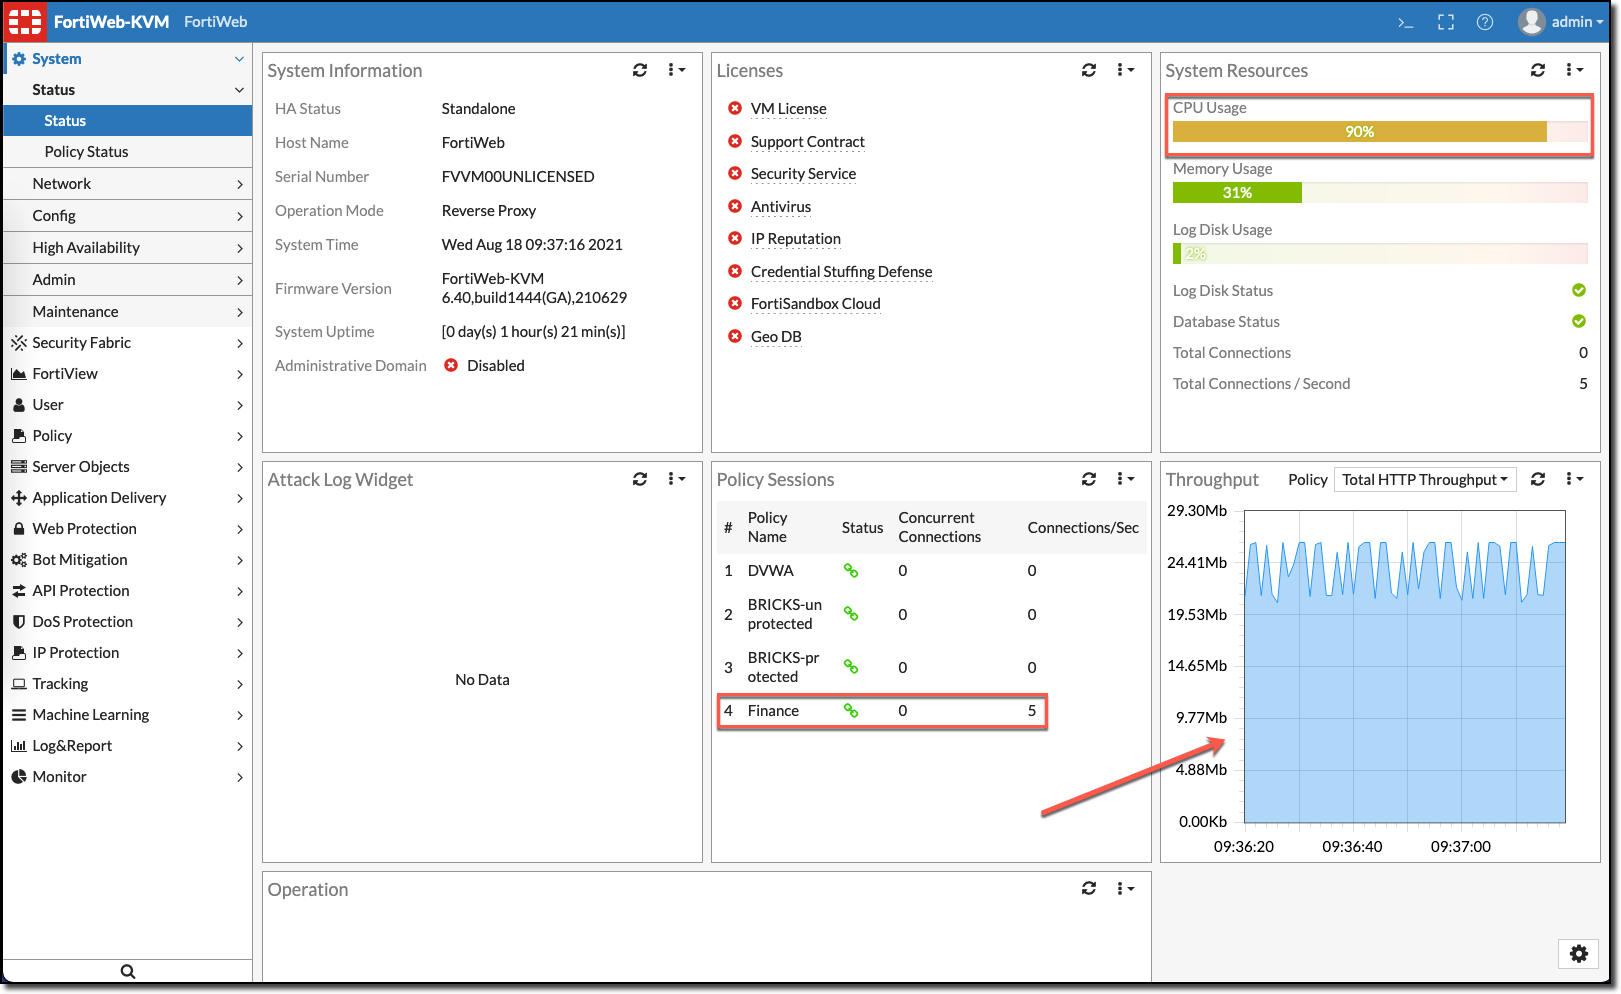 FortiWeb-KVM FortiWeb
>_ admin
System
Status
Status
Policy Status
Network
Config
High Availability
Admin
Maintenance
Security Fabric
FortiView
User
Policy
Server Objects
Application Delivery
Web Protection
Bot Mitigation
API Protection
DoS Protection
IP Protection
Tracking
Machine Learning
Log&Report
Monitor
System Information
HA Status Standalone
Host Name FortiWeb
Serial Number FVVM00UNLICENSED
Operation Mode Reverse Proxy
System Time Wed Aug 18 09:37:16 2021
Firmware Version FortiWeb-KVM
6.40,build1444(GA),210629
System Uptime [0 day(s) 1 hour(s) 21 min(s)]
Administrative Domain Disabled
Licenses
VM License
Support Contract
Security Service
Antivirus
IP Reputation
Credential Stuffing Defense
FortiSandbox Cloud
Geo DB
System Resources
CPU Usage
90%
Memory Usage
31%
Log Disk Usage
2%
Log Disk Status
Database Status
Total Connections 0
Total Connections / Second 5
Attack Log Widget
No Data
Policy Sessions
# Policy Name Status Concurrent Connections Connections/Sec
1 DVWA 0 0
2 BRICKS-un
protected 0 0
3 BRICKS-pr
otected 0 0
4 Finance 0 5
Throughput Policy Total HTTP Throughput
29.30Mb
24.41Mb
19.53Mb
14.65Mb
9.77Mb
4.88Mb
0.00Kb
09:36:20 09:36:40 09:37:00
Operation